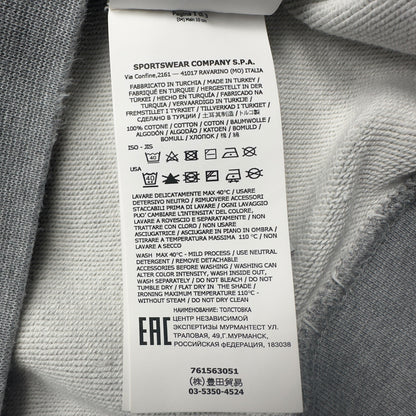 Pagina 1 di 3
SPORTSWEAR COMPANY S.P.A.
Via Confine,2161 — 41017 RAVARINO (MO) ITALIA
FABBRICATO IN TURCHIA / MADE IN TURKEY /
FABRIQUÉ EN TURQUIE / HERGESTELLT IN DER
TÜRKEI / HECHO EN TURQUÍA / FABRICADO NA
TURQUIA / VERVAARDIGD IN TURKIJE /
FREMSTILLET I TYRKIET / TILLVERKAD I TURKIET /
СДЕЛАНО В ТУРЦИИ / 土耳其制造 / トルコ製
100% COTONE / COTTON / COTON / BAUMWOLLE /
ALGODÓN / ALGODÃO / KATOEN / BOMULD /
BOMULL / ХЛОПОК / 棉 / 綿
ISO - JIS
USA
LAVARE DELICATAMENTE MAX 40°C / USARE
DETERSIVO NEUTRO / RIMUOVERE ACCESSORI
STACCABILI PRIMA DI LAVARE / OGNI LAVAGGIO
PUO' CAMBIARE L'INTENSITA' DEL COLORE,
LAVARE A ROVESCIO E SEPARATAMENTE / NON
TRATTARE CON CLORO / NON USARE
ASCIUGATRICE / ASCIUGARE IN PIANO IN OMBRA /
STIRARE A TEMPERATURA MASSIMA 110 °C / NON
LAVARE A SECCO
WASH MAX 40°C - MILD PROCESS / USE NEUTRAL
DETERGENT / REMOVE DETACHABLE
ACCESSORIES BEFORE WASHING / WASHING CAN
ALTER COLOR INTENSITY, WASH INSIDE OUT,
WASH SEPARATELY / DO NOT BLEACH / DO NOT
TUMBLE DRY / FLAT DRY IN THE SHADE /
IRONING MAXIMUM TEMPERATURE 110°C -
WITHOUT STEAM / DO NOT DRY CLEAN
НАИМЕНОВАНИЕ: ТОЛСТОВКА
ЦЕНТР НЕЗАВИСИМОЙ
ЭКСПЕРТИЗЫ МУРМАНТЕСТ УЛ.
ТРАЛОВАЯ, 49,Г.МУРМАНСК,
РОССИЙСКАЯ ФЕДЕРАЦИЯ, 183038
EAC
761563051
(株)豊田貿易
03-5350-4524